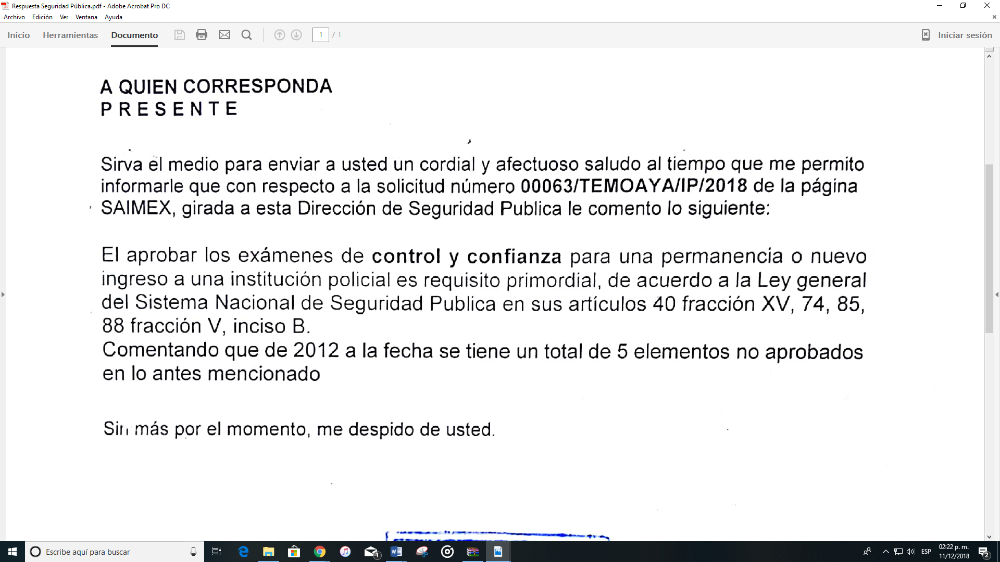 Respuesta Seguridad Pública.pdf - Adobe Acrobat Pro DC
Archivo Edición Ver Ventana Ayuda
Inicio Herramientas Documento 1 / 1 Iniciar sesión
A QUIEN CORRESPONDA
P R E S E N T E
Sirva el medio para enviar a usted un cordial y afectuoso saludo al tiempo que me permito
informarle que con respecto a la solicitud número 00063/TEMOAYA/IP/2018 de la página
SAIMEX, girada a esta Dirección de Seguridad Publica le comento lo siguiente:
El aprobar los exámenes de control y confianza para una permanencia o nuevo
ingreso a una institución policial es requisito primordial, de acuerdo a la Ley general
del Sistema Nacional de Seguridad Publica en sus artículos 40 fracción XV, 74, 85,
88 fracción V, inciso B.
Comentando que de 2012 a la fecha se tiene un total de 5 elementos no aprobados
en lo antes mencionado
Sin más por el momento, me despido de usted.
Escribe aquí para buscar 1 ESP 02:22 p. m.
11/12/2018 2